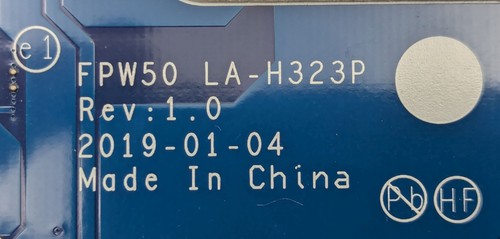 e1
FPW50 LA-H323P
Rev:1.0
2019-01-04
Made In China
Pb HF